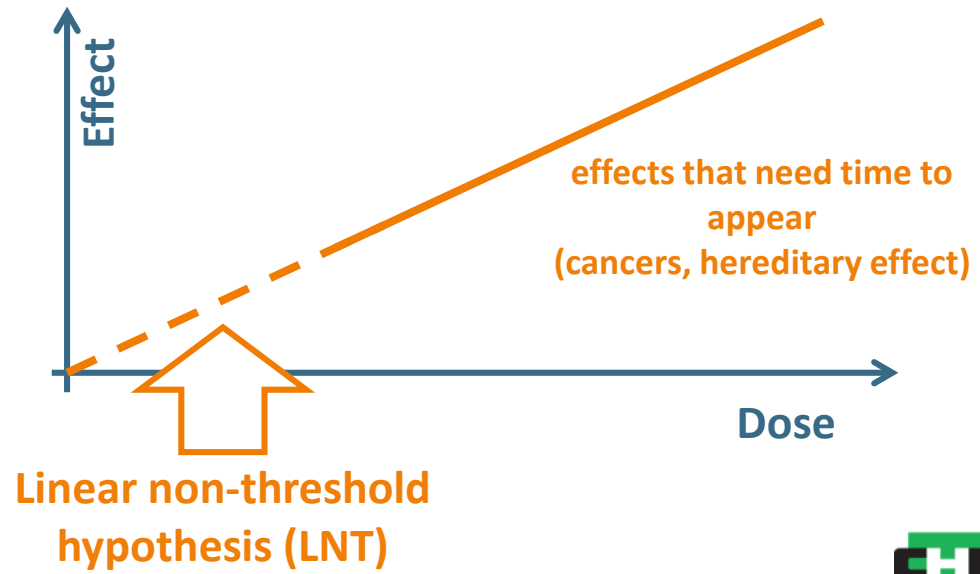 Effect
effects that need time to
appear
(cancers, hereditary effect)
Dose
Linear non-threshold
hypothesis (LNT)